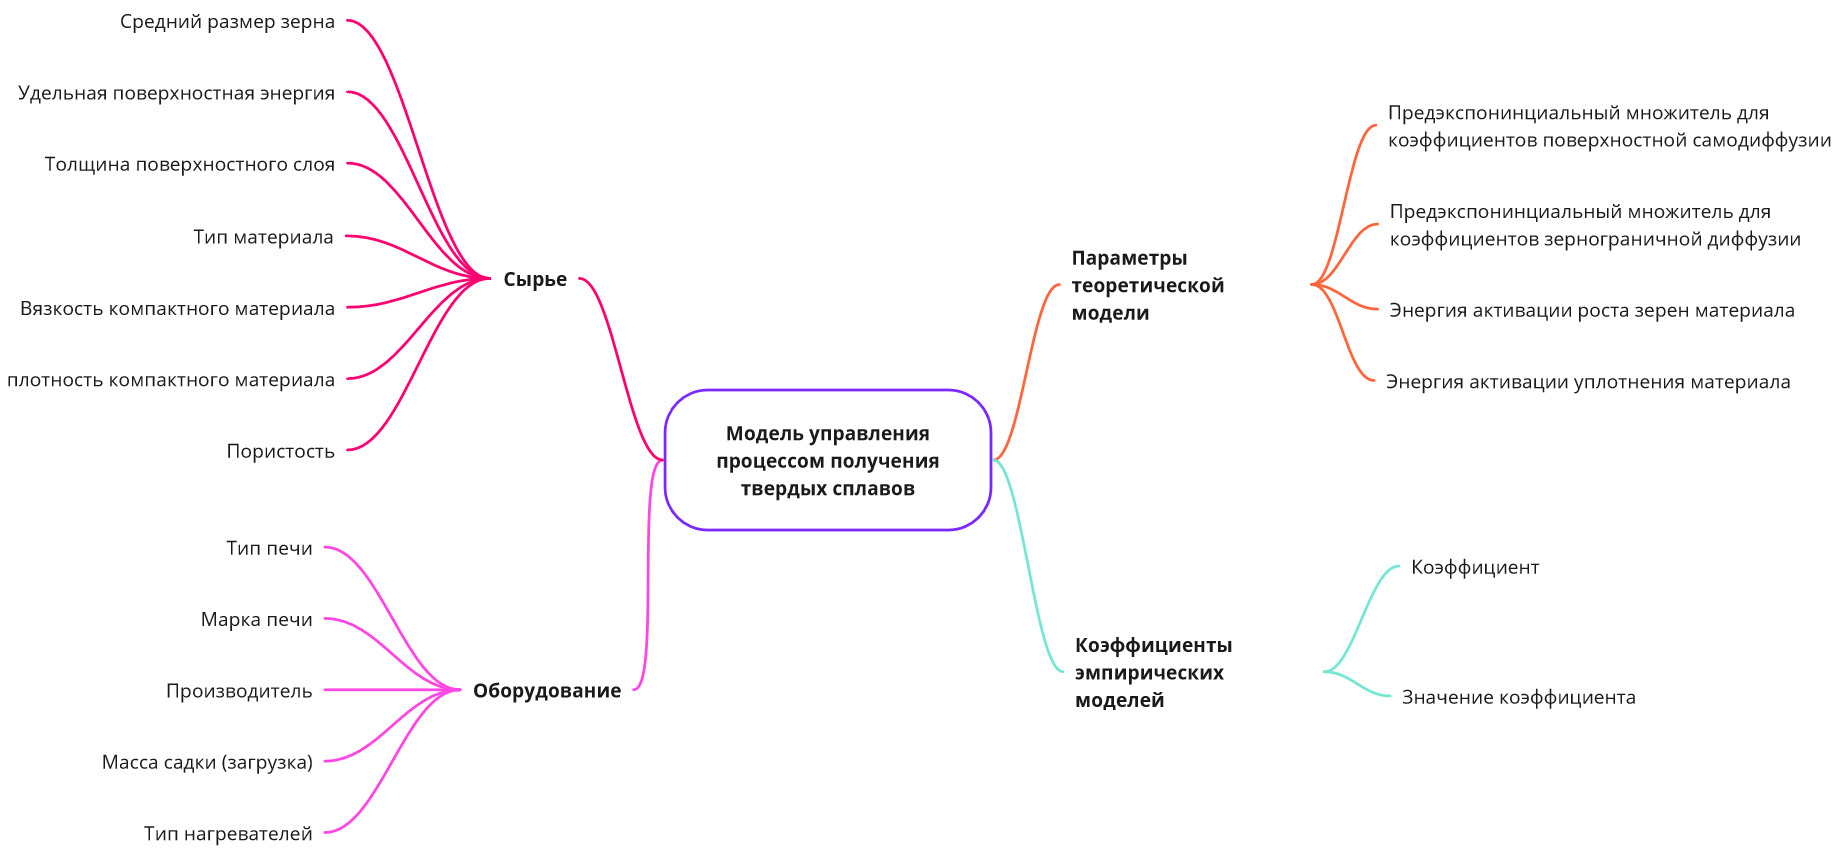 Средний размер зерна
Удельная поверхностная энергия
Толщина поверхностного слоя
Тип материала
Вязкость компактного материала
плотность компактного материала
Пористость
Сырье
Тип печи
Марка печи
Производитель
Масса садки (загрузка)
Тип нагревателей
Оборудование
Модель управления
процессом получения
твердых сплавов
Параметры
теоретической
модели
Предэкспонинциальный множитель для
коэффициентов поверхностной самодиффузии
Предэкспонинциальный множитель для
коэффициентов зернограничной диффузии
Энергия активации роста зерен материала
Энергия активации уплотнения материала
Коэффициенты
эмпирических
моделей
Коэффициент
Значение коэффициента